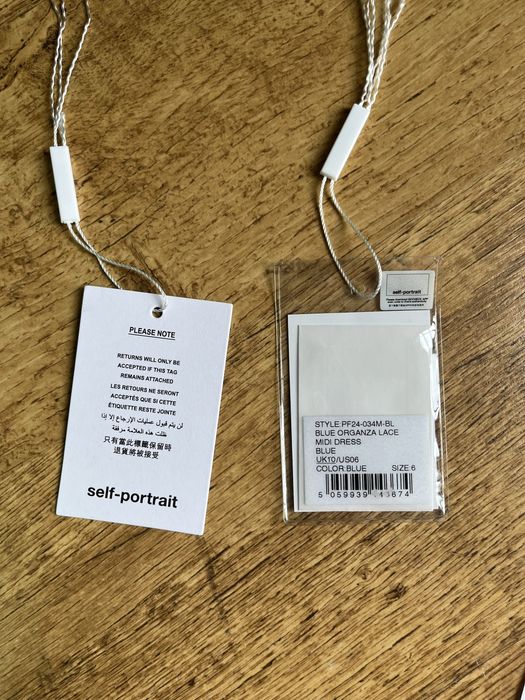 PLEASE NOTE
RETURNS WILL ONLY BE
ACCEPTED IF THIS TAG
REMAINS ATTACHED
LES RETOURS NE SERONT
ACCEPTÉS QUE SI CETTE
ÉTIQUETTE RESTE JOINTE
لن يتم قبول عمليات الإرجاع إلا إذا
ظلت هذه العلامة مرفقة
只有當此標籤保留時
退貨將被接受
self-portrait
self-portrait
STYLE:PF24-034M-BL
BLUE ORGANZA LACE
MIDI DRESS
BLUE
UK10/US06
COLOR:BLUE SIZE:6
5 059939